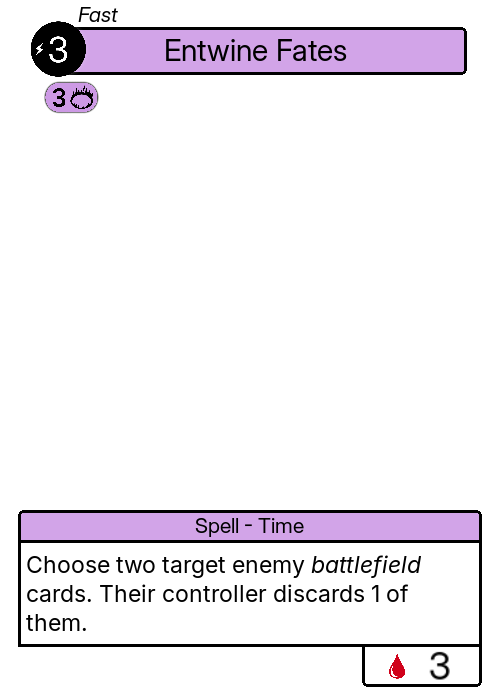 Fast
3 Entwine Fates
3
Spell - Time
Choose two target enemy battlefield
cards. Their controller discards 1 of
them.
3